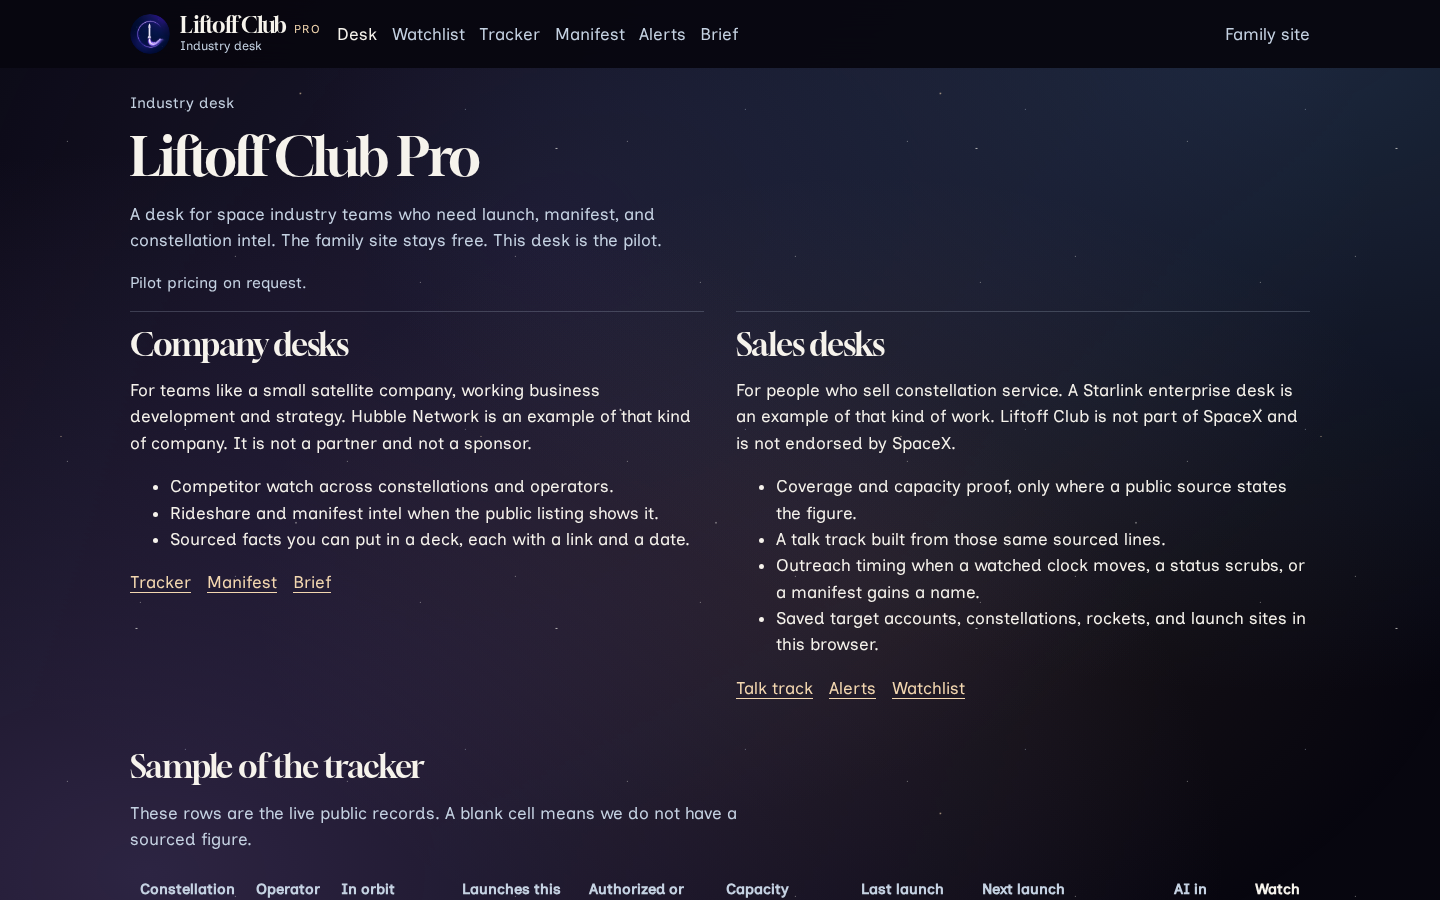 Liftoff Club PRO
Industry desk
Desk Watchlist Tracker Manifest Alerts Brief
Family site
Industry desk
Liftoff Club Pro
A desk for space industry teams who need launch, manifest, and
constellation intel. The family site stays free. This desk is the pilot.
Pilot pricing on request.
Company desks
For teams like a small satellite company, working business
development and strategy. Hubble Network is an example of that kind
of company. It is not a partner and not a sponsor.
• Competitor watch across constellations and operators.
• Rideshare and manifest intel when the public listing shows it.
• Sourced facts you can put in a deck, each with a link and a date.
Tracker Manifest Brief
Sales desks
For people who sell constellation service. A Starlink enterprise desk is
an example of that kind of work. Liftoff Club is not part of SpaceX and
is not endorsed by SpaceX.
• Coverage and capacity proof, only where a public source states
the figure.
• A talk track built from those same sourced lines.
• Outreach timing when a watched clock moves, a status scrubs, or
a manifest gains a name.
• Saved target accounts, constellations, rockets, and launch sites in
this browser.
Talk track Alerts Watchlist
Sample of the tracker
These rows are the live public records. A blank cell means we do not have a
sourced figure.
Constellation Operator In orbit Launches this Authorized or Capacity Last launch Next launch AI in Watch